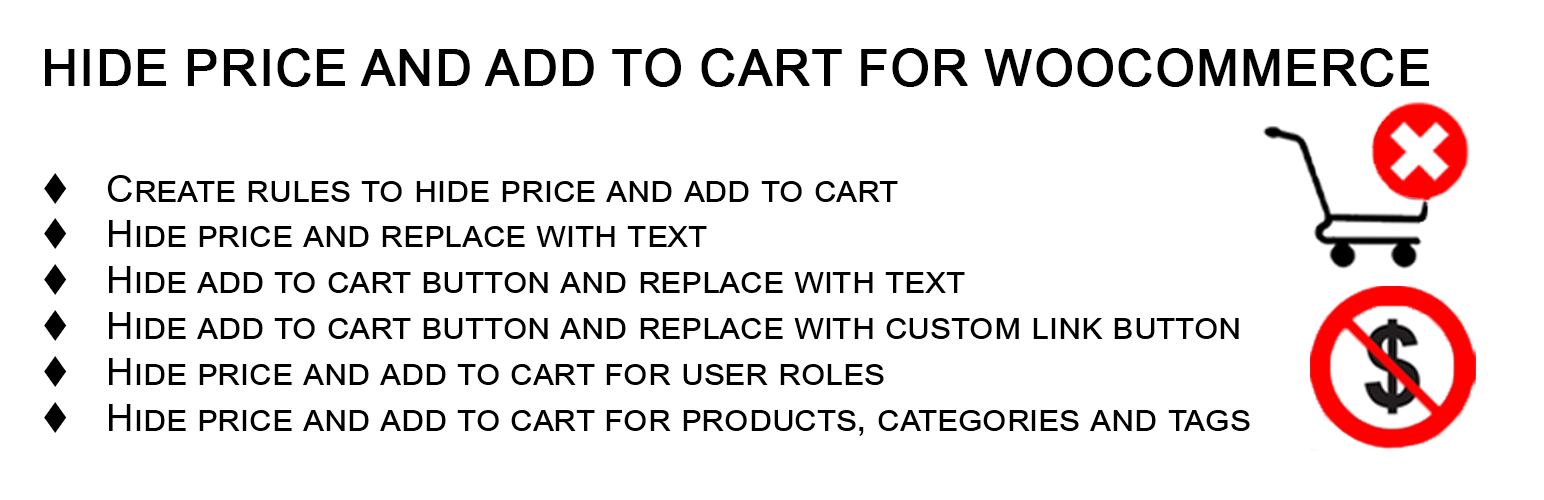 HIDE PRICE AND ADD TO CART FOR WOOCOMMERCE
♦ Create rules to hide price and add to cart
♦ Hide price and replace with text
♦ Hide add to cart button and replace with text
♦ Hide add to cart button and replace with custom link button
♦ Hide price and add to cart for user roles
♦ Hide price and add to cart for products, categories and tags
$